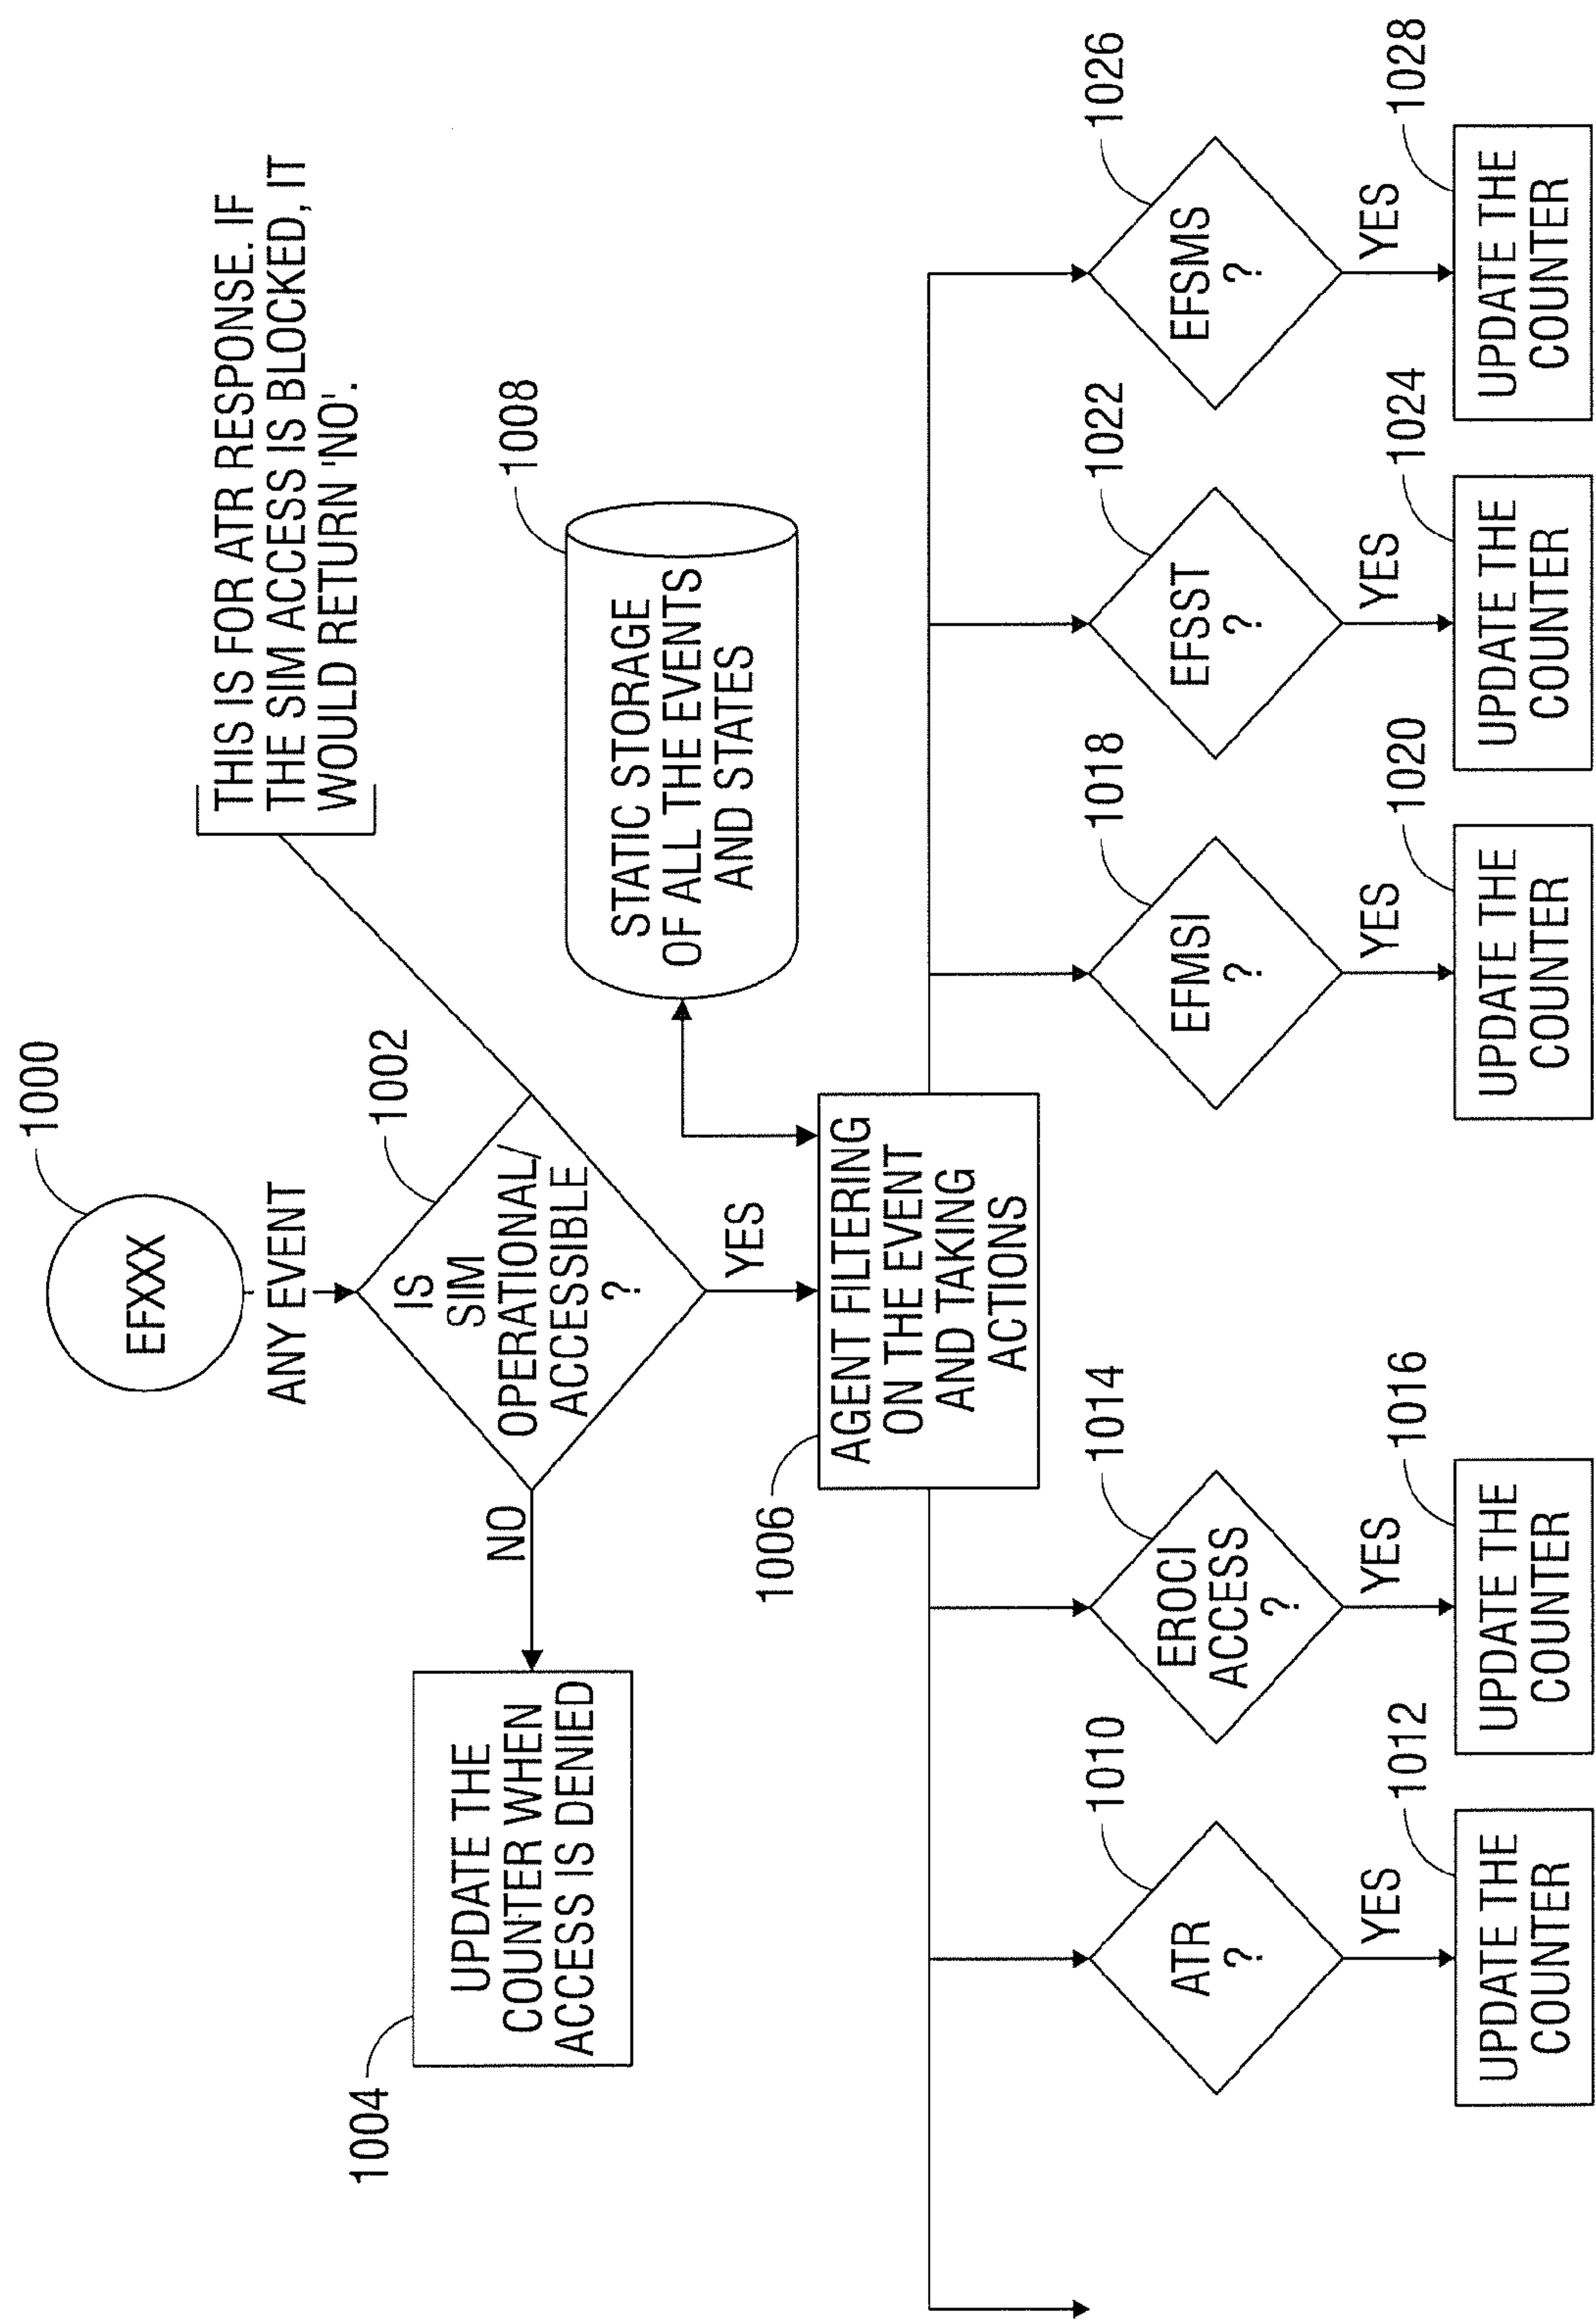 1000
EFXXX
ANY EVENT
1002
IS
SIM
OPERATIONAL/
ACCESSIBLE
?
THIS IS FOR ATR RESPONSE. IF
THE SIM ACCESS IS BLOCKED, IT
WOULD RETURN 'NO'.
NO
1004
UPDATE THE
COUNTER WHEN
ACCESS IS DENIED
YES
1006
AGENT FILTERING
ON THE EVENT
AND TAKING
ACTIONS
1008
STATIC STORAGE
OF ALL THE EVENTS
AND STATES
1010
ATR
?
YES
1012
UPDATE THE
COUNTER
1014
EROCI
ACCESS
?
YES
1016
UPDATE THE
COUNTER
1018
EFMSI
?
YES
1020
UPDATE THE
COUNTER
1022
EFSST
?
YES
1024
UPDATE THE
COUNTER
1026
EFSMS
?
YES
1028
UPDATE THE
COUNTER